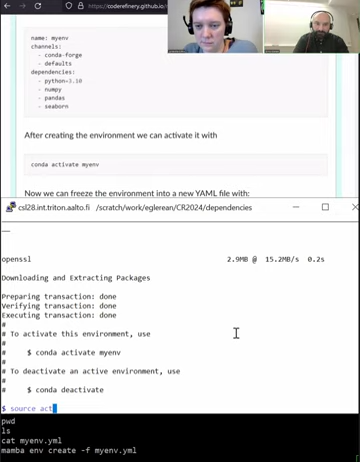 https://coderefinery.github.io/
name: myenv
channels:
- conda-forge
- defaults
dependencies:
- python=3.10
- numpy
- pandas
- seaborn
After creating the environment we can activate it with
conda activate myenv
Now we can freeze the environment into a new YAML file with:
csl28.int.triton.aalto.fi /scratch/work/eglerean/CR2024/dependencies
openssl 2.9MB @ 15.2MB/s 0.2s
Downloading and Extracting Packages
Preparing transaction: done
Verifying transaction: done
Executing transaction: done
#
# To activate this environment, use
#
# $ conda activate myenv
#
# To deactivate an active environment, use
#
# $ conda deactivate
$ source act
pwd
ls
cat myenv.yml
mamba env create -f myenv.yml